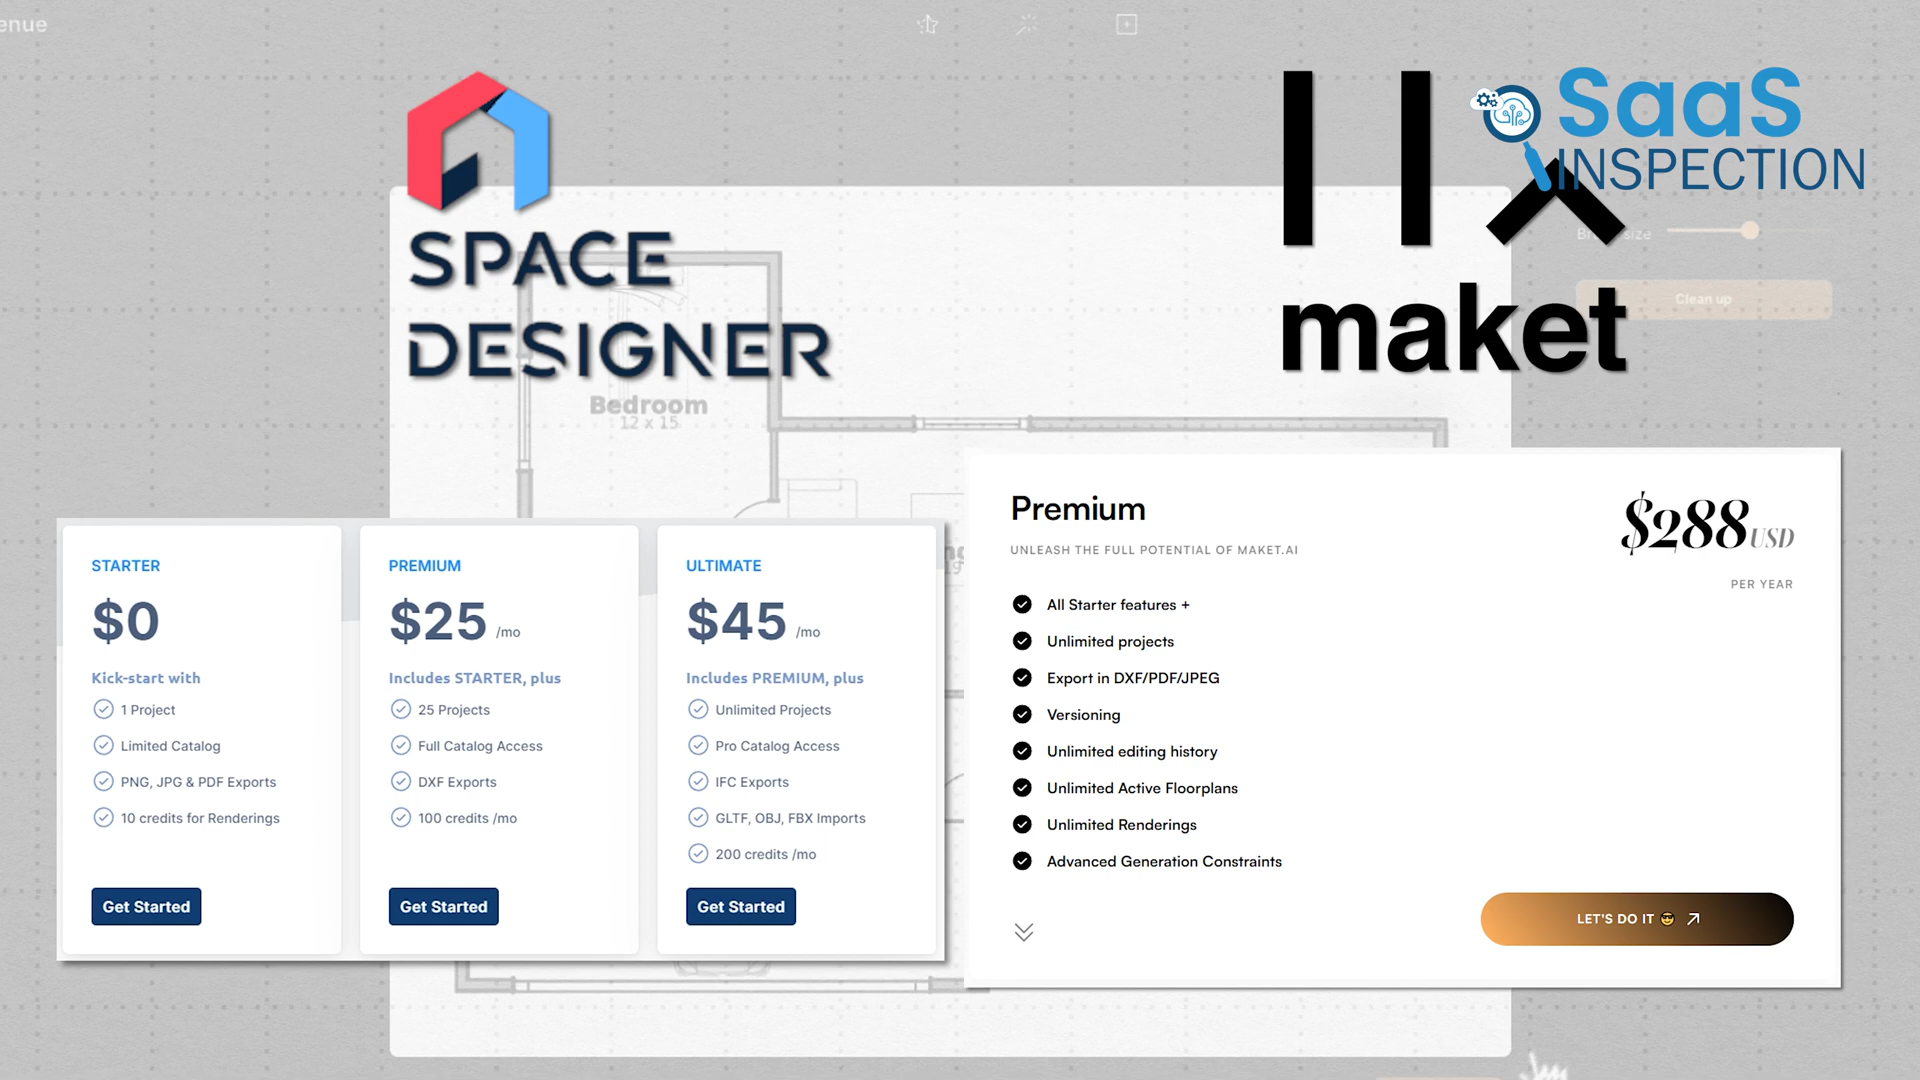 enue
SPACE
DESIGNER
maket
SaaS
INSPECTION
size
Clean up
Bedroom
12 x 15
STARTER
$0
Kick-start with
1 Project
Limited Catalog
PNG, JPG & PDF Exports
10 credits for Renderings
Get Started
PREMIUM
$25 /mo
Includes STARTER, plus
25 Projects
Full Catalog Access
DXF Exports
100 credits /mo
Get Started
ULTIMATE
$45 /mo
Includes PREMIUM, plus
Unlimited Projects
Pro Catalog Access
IFC Exports
GLTF, OBJ, FBX Imports
200 credits /mo
Get Started
Premium
UNLEASH THE FULL POTENTIAL OF MAKET.AI
$288 USD
PER YEAR
All Starter features +
Unlimited projects
Export in DXF/PDF/JPEG
Versioning
Unlimited editing history
Unlimited Active Floorplans
Unlimited Renderings
Advanced Generation Constraints
LET'S DO IT 😎